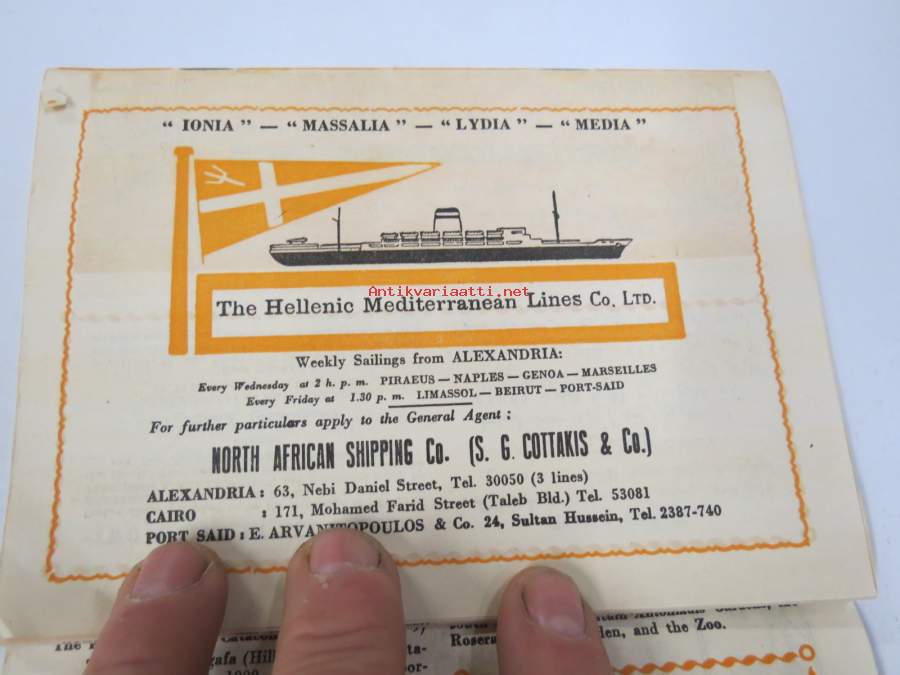 “ IONIA ” — “ MASSALIA ” — “ LYDIA ” — “ MEDIA ”
Antikvariaatti.net
The Hellenic Mediterranean Lines Co. LTD.
Weekly Sailings from ALEXANDRIA:
Every Wednesday at 2 h. p. m. PIRAEUS — NAPLES — GENOA — MARSEILLES
Every Friday at 1.30 p. m. LIMASSOL — BEIRUT — PORT-SAID
For further particulars apply to the General Agent :
NORTH AFRICAN SHIPPING Co. (S. G. COTTAKIS & Co.)
ALEXANDRIA : 63, Nebi Daniel Street, Tel. 30050 (3 lines)
CAIRO : 171, Mohamed Farid Street (Taleb Bld.) Tel. 53081
PORT SAID : E. ARVANITOPOULOS & Co. 24, Sultan Hussein, Tel. 2387-740
Gardens,
and the Zoo.